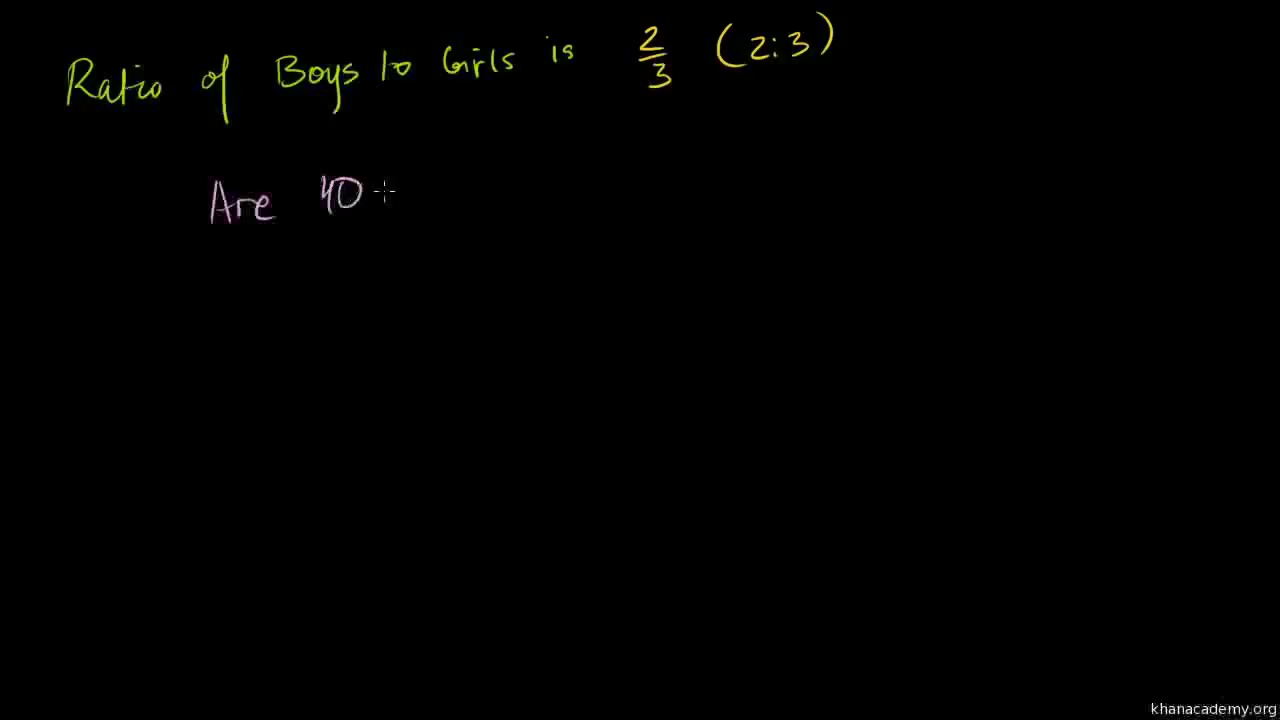 Ratio of Boys to Girls is 2/3 (2:3)
Are 40
khanacademy.org